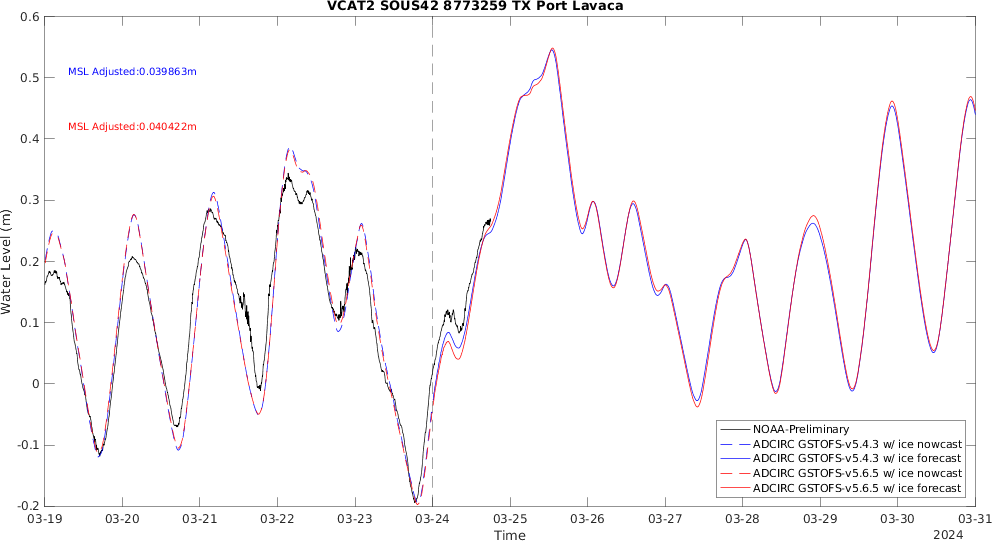 VCAT2 SOUS42 8773259 TX Port Lavaca
0.6
0.5
0.4
0.3
0.2
0.1
0
-0.1
-0.2
Water Level (m)
MSL Adjusted:0.039863m
MSL Adjusted:0.040422m
NOAA-Preliminary
ADCIRC GSTOFS-v5.4.3 w/ ice nowcast
ADCIRC GSTOFS-v5.4.3 w/ ice forecast
ADCIRC GSTOFS-v5.6.5 w/ ice nowcast
ADCIRC GSTOFS-v5.6.5 w/ ice forecast
03-19 03-20 03-21 03-22 03-23 03-24 03-25 03-26 03-27 03-28 03-29 03-30 03-31
Time
2024